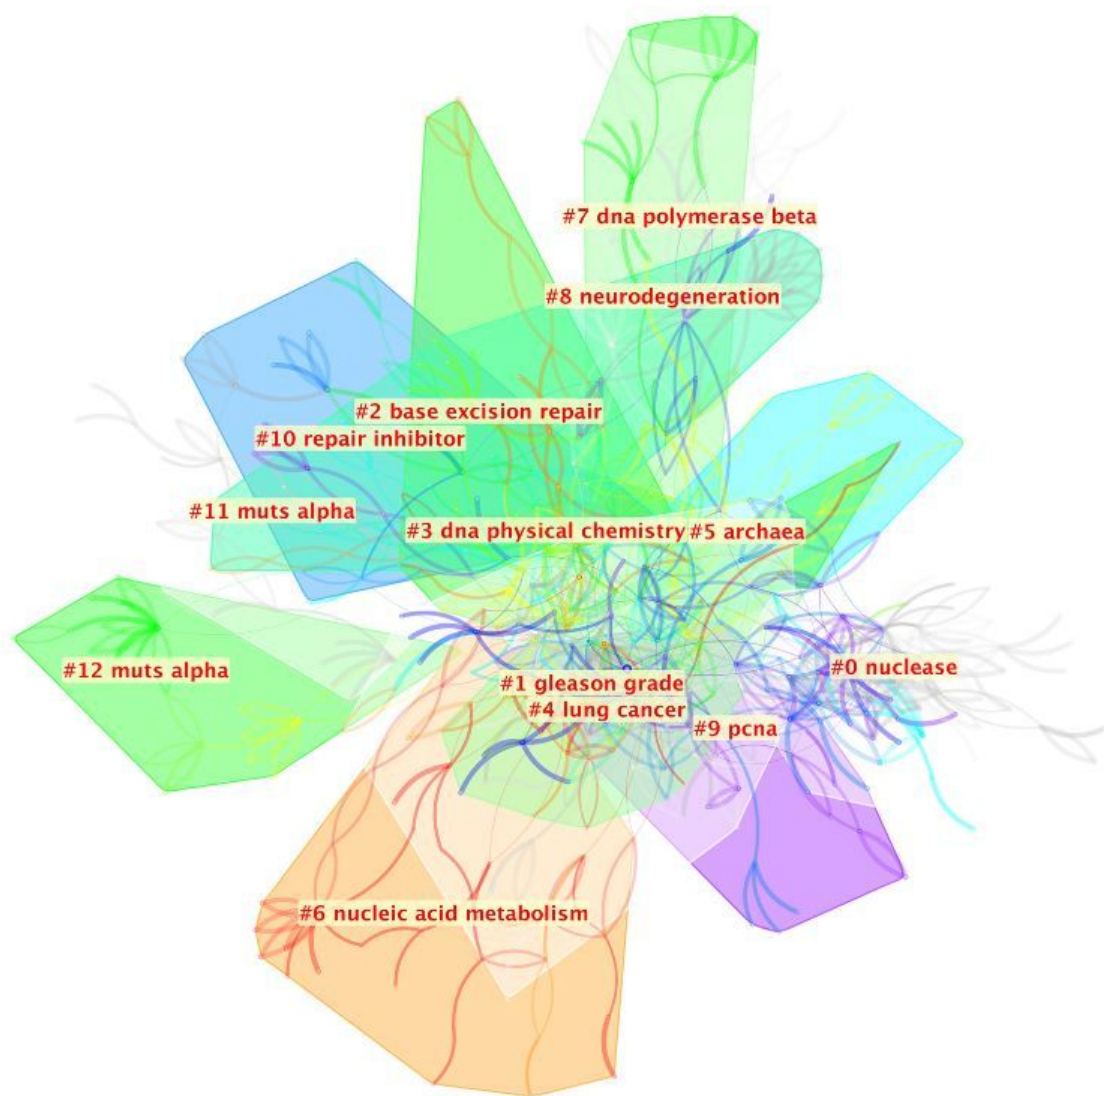 #7 dna polymerase beta
#8 neurodegeneration
#2 base excision repair
#10 repair inhibitor
#11 muts alpha
#3 dna physical chemistry
#5 archaea
#12 muts alpha
#0 nuclease
#1 gleason grade
#4 lung cancer
#9 pcna
#6 nucleic acid metabolism